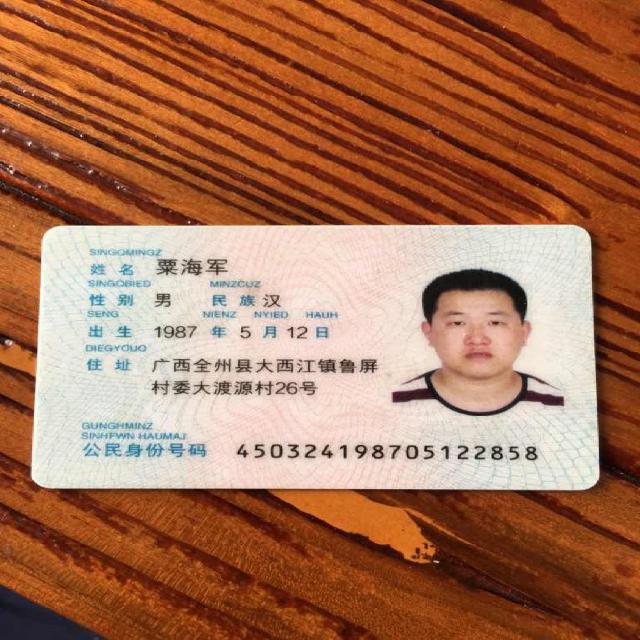 SINGQMINGZ
姓名 粟海军
SINGQBIED MINZCUZ
性别 男 民族 汉
SENG NIENZ NYIED HAUH
出生 1987 年 5 月 12 日
DIEGYOUQ
住址 广西全州县大西江镇鲁屏
村委大渡源村26号
GUNGHMINZ
SINHFWN HAUMAJ
公民身份号码 450324198705122858